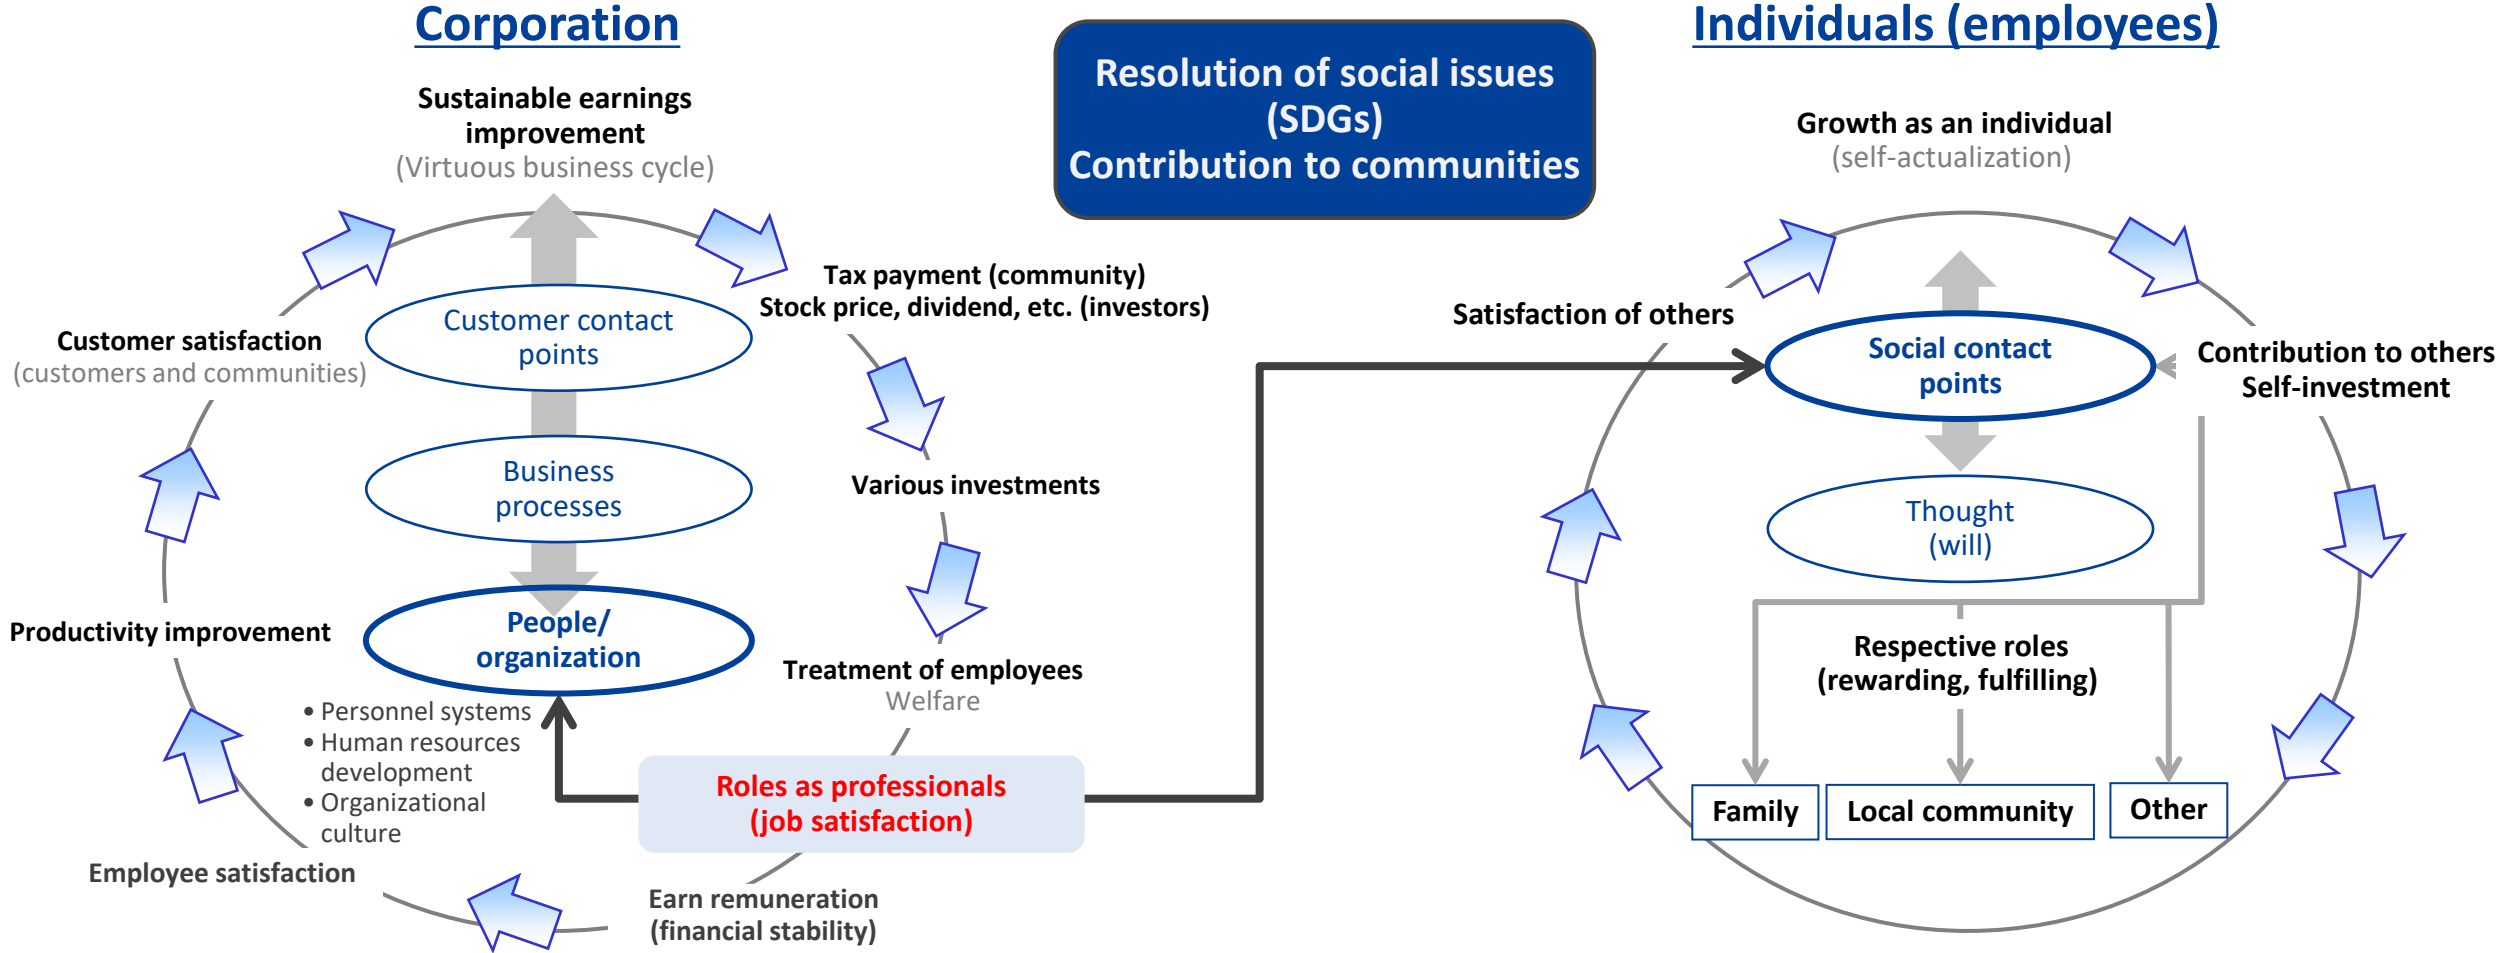 Corporation
Sustainable earnings
improvement
(Virtuous business cycle)
Customer contact
points
Business
processes
People/
organization
Customer satisfaction
(customers and communities)
Productivity improvement
• Personnel systems
• Human resources
development
• Organizational
culture
Employee satisfaction
Tax payment (community)
Stock price, dividend, etc. (investors)
Various investments
Treatment of employees
Welfare
Roles as professionals
(job satisfaction)
Earn remuneration
(financial stability)
Resolution of social issues
(SDGs)
Contribution to communities
Individuals (employees)
Growth as an individual
(self-actualization)
Satisfaction of others
Social contact
points
Contribution to others
Self-investment
Thought
(will)
Respective roles
(rewarding, fulfilling)
Family
Local community
Other